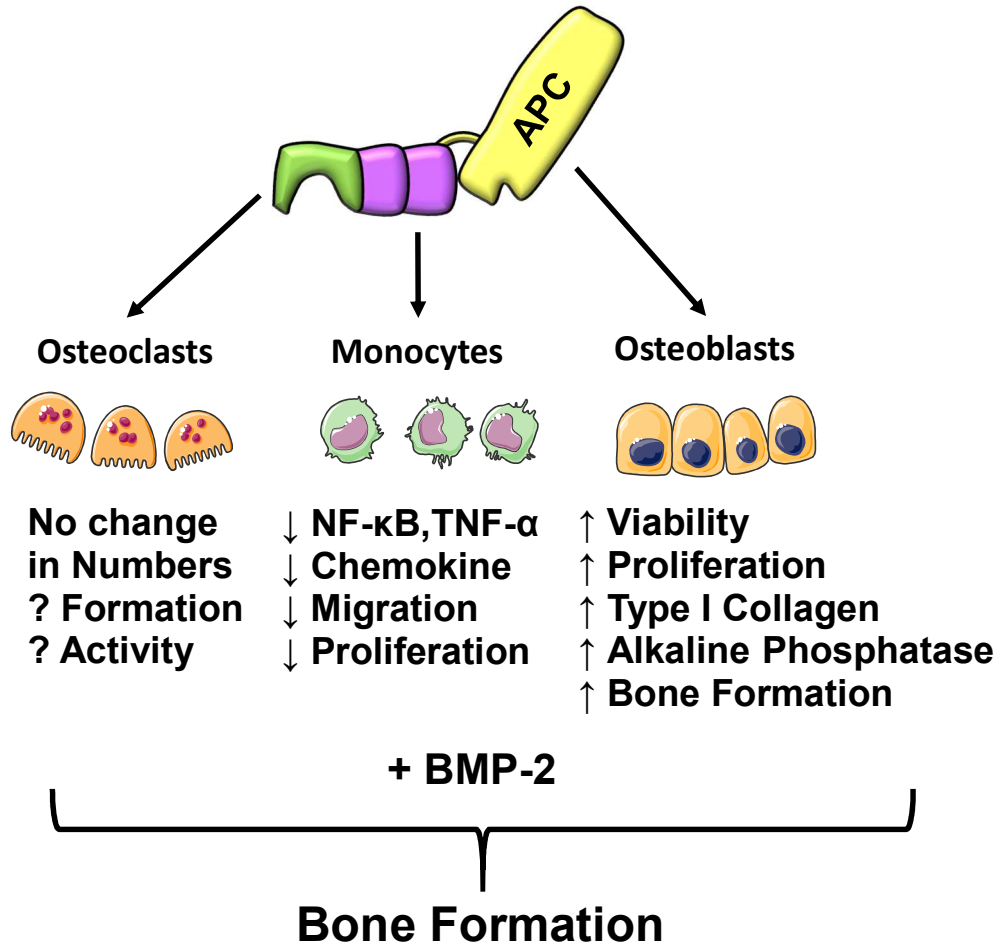 APC
Osteoclasts
Monocytes
Osteoblasts
No change
in Numbers
? Formation
? Activity
↓ NF-κB,TNF-α
↓ Chemokine
↓ Migration
↓ Proliferation
↑ Viability
↑ Proliferation
↑ Type I Collagen
↑ Alkaline Phosphatase
↑ Bone Formation
+ BMP-2
Bone Formation